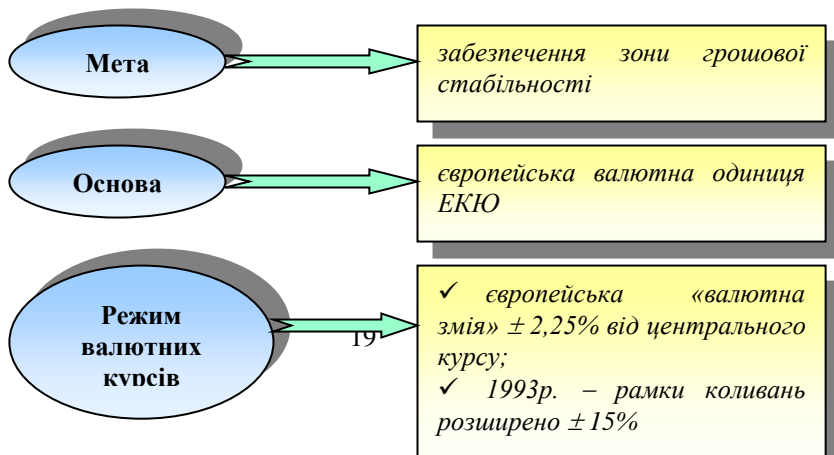 Мета
забезпечення зони грошової
стабільності
Основа
європейська валютна одиниця
ЕКЮ
Режим
валютних
курсів
19
✓ європейська «валютна
змія» ± 2,25% від центрального
курсу;
✓ 1993р. – рамки коливань
розширено ± 15%